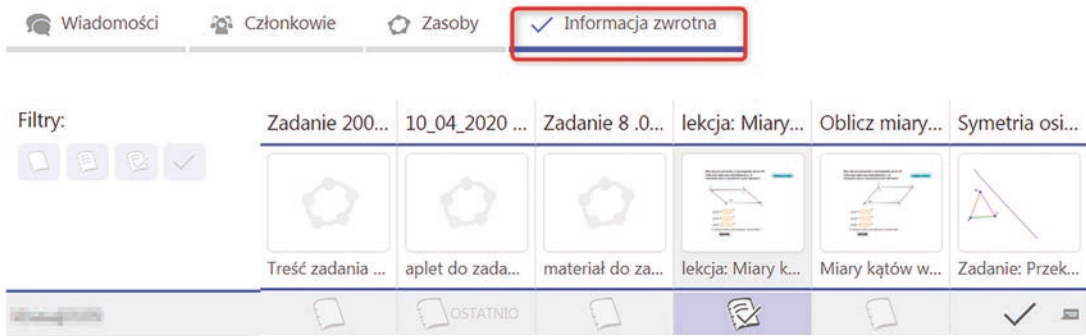 Wiadomości Członkowie Zasoby Informacja zwrotna
Filtry: Zadanie 200... 10_04_2020 ... Zadanie 8 .0... lekcja: Miary... Oblicz miary... Symetria osi...
Treść zadania ... aplet do zada... materiał do za... lekcja: Miary k... Miary kątów w... Zadanie: Przek...
OSTATNIO